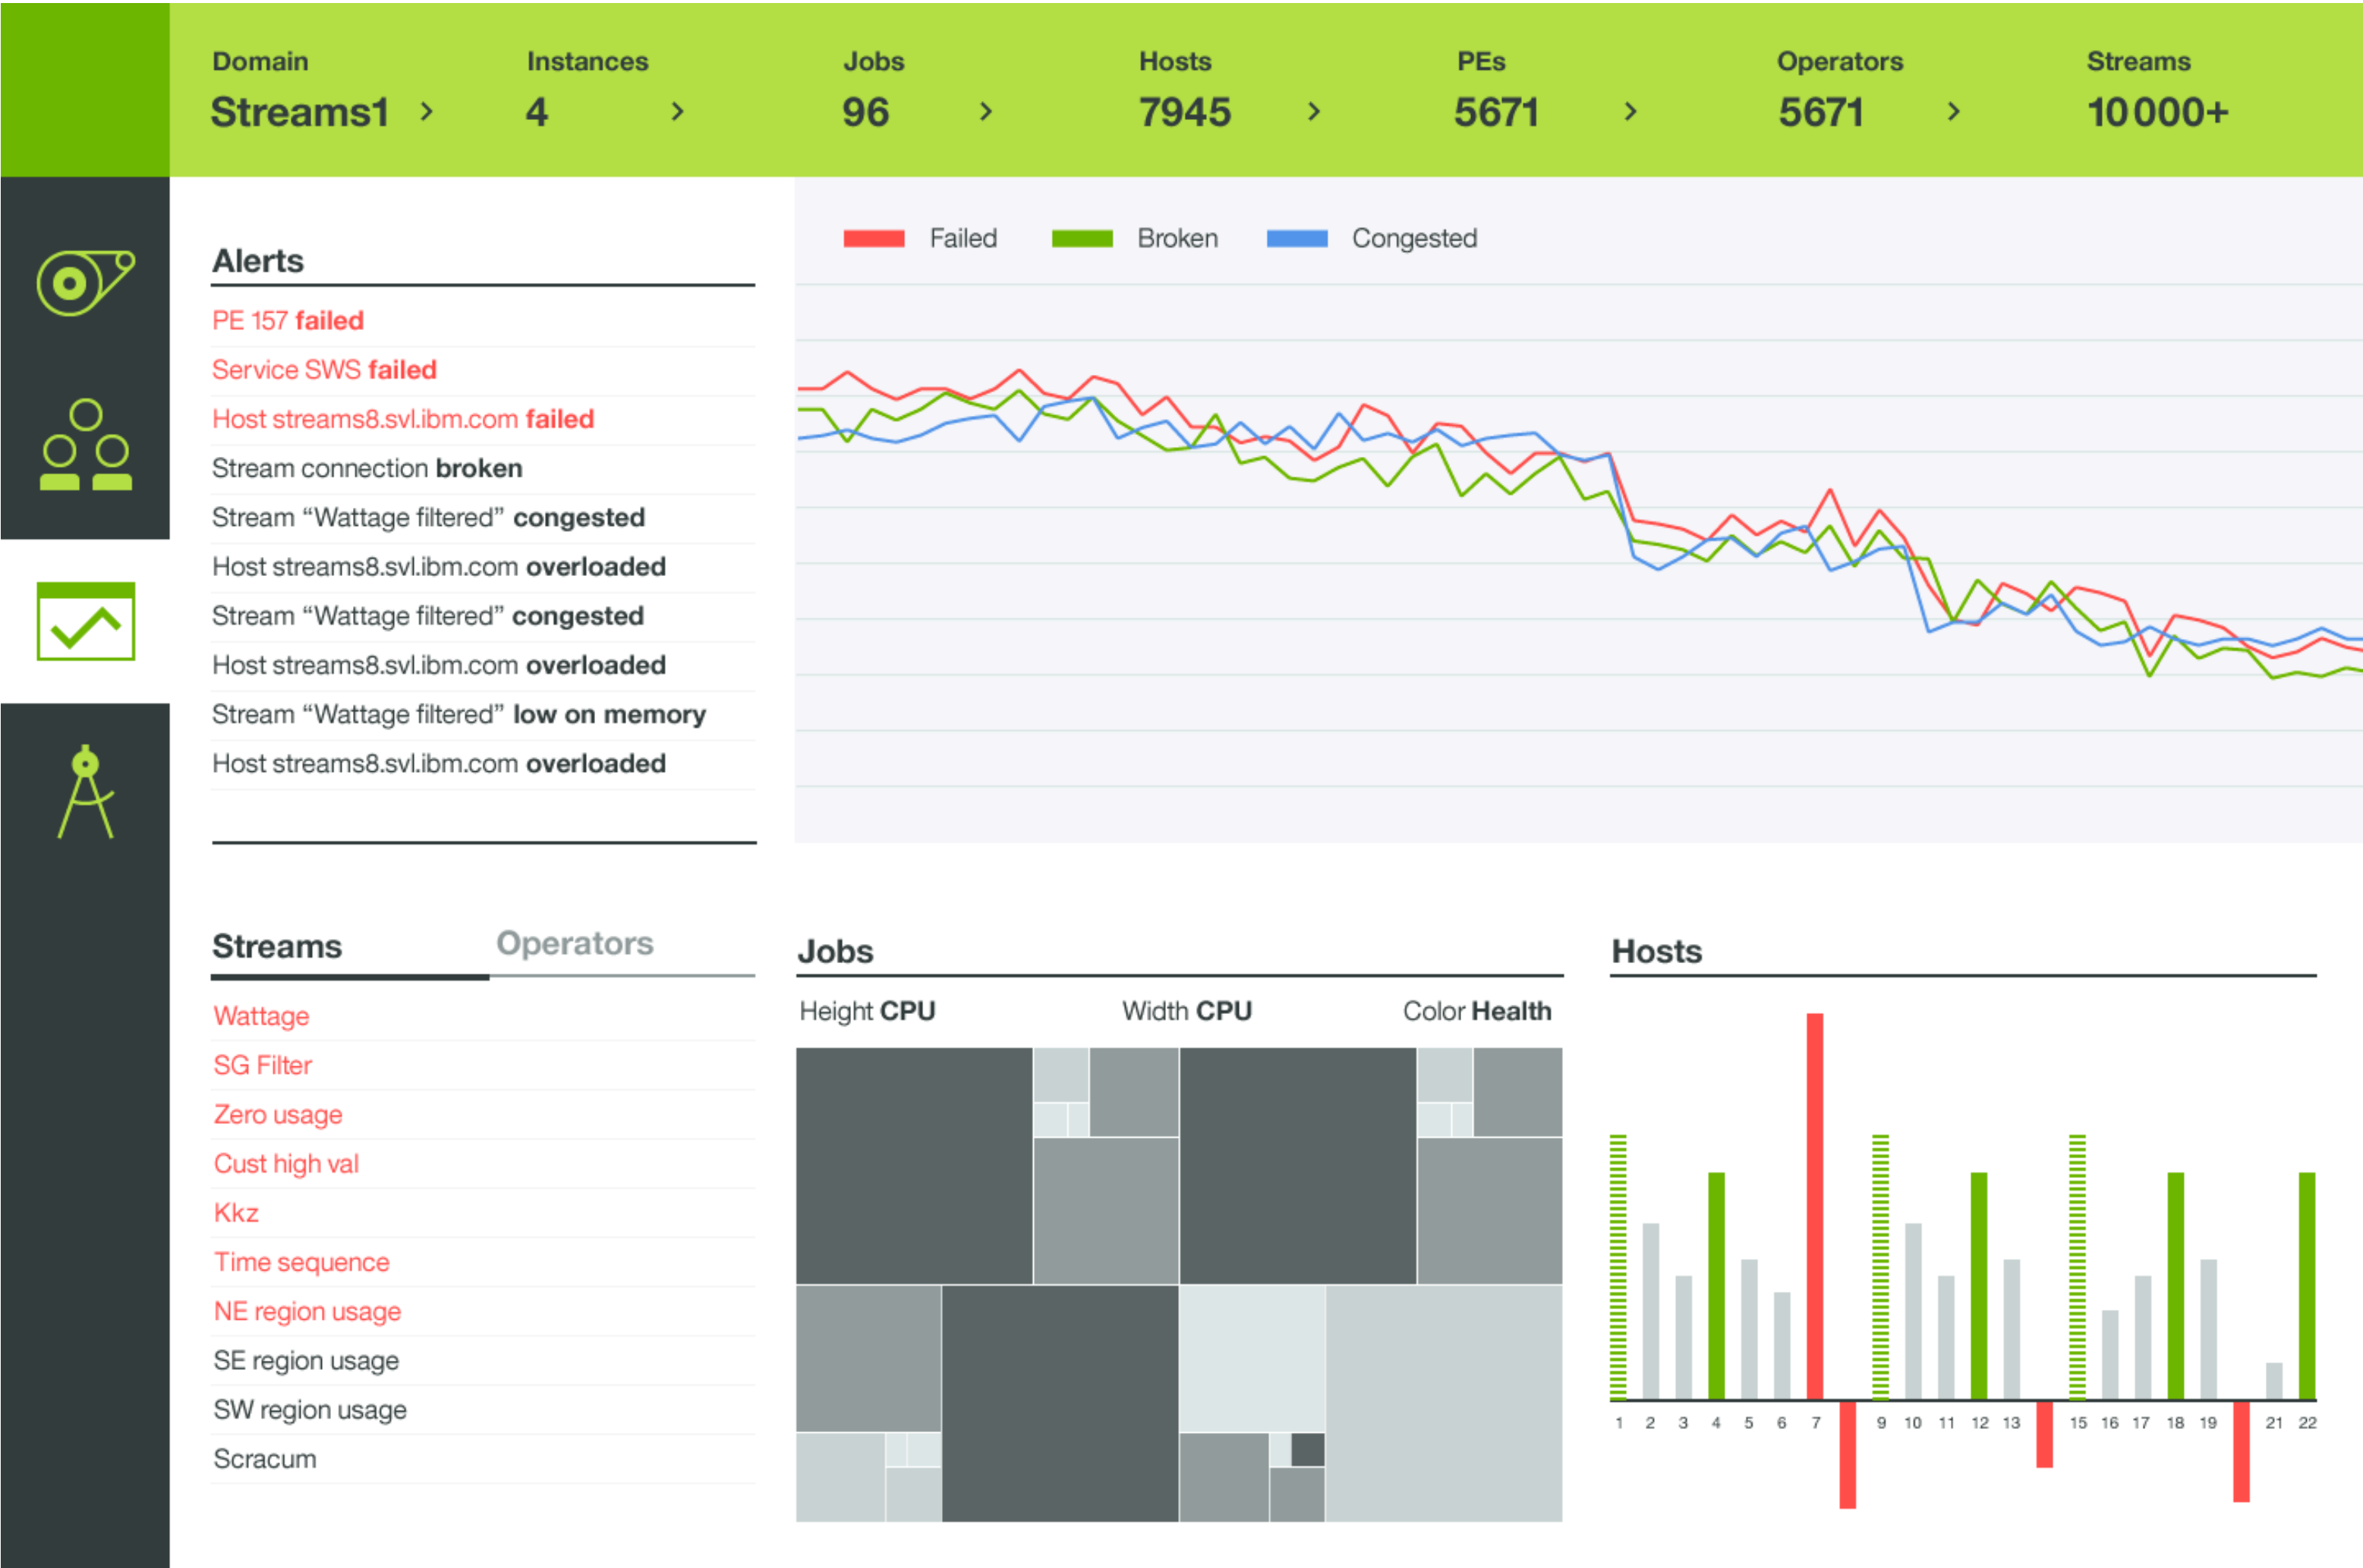 Domain Instances Jobs Hosts PEs Operators Streams
Streams1 > 4 > 96 > 7945 > 5671 > 5671 > 10 000+
Alerts
PE 157 failed
Service SWS failed
Host streams8.svl.ibm.com failed
Stream connection broken
Stream “Wattage filtered” congested
Host streams8.svl.ibm.com overloaded
Stream “Wattage filtered” congested
Host streams8.svl.ibm.com overloaded
Stream “Wattage filtered” low on memory
Host streams8.svl.ibm.com overloaded
Failed Broken Congested
Streams Operators
Wattage
SG Filter
Zero usage
Cust high val
Kkz
Time sequence
NE region usage
SE region usage
SW region usage
Scracum
Jobs
Height CPU Width CPU Color Health
Hosts
1 2 3 4 5 6 7 9 10 11 12 13 15 16 17 18 19 21 22